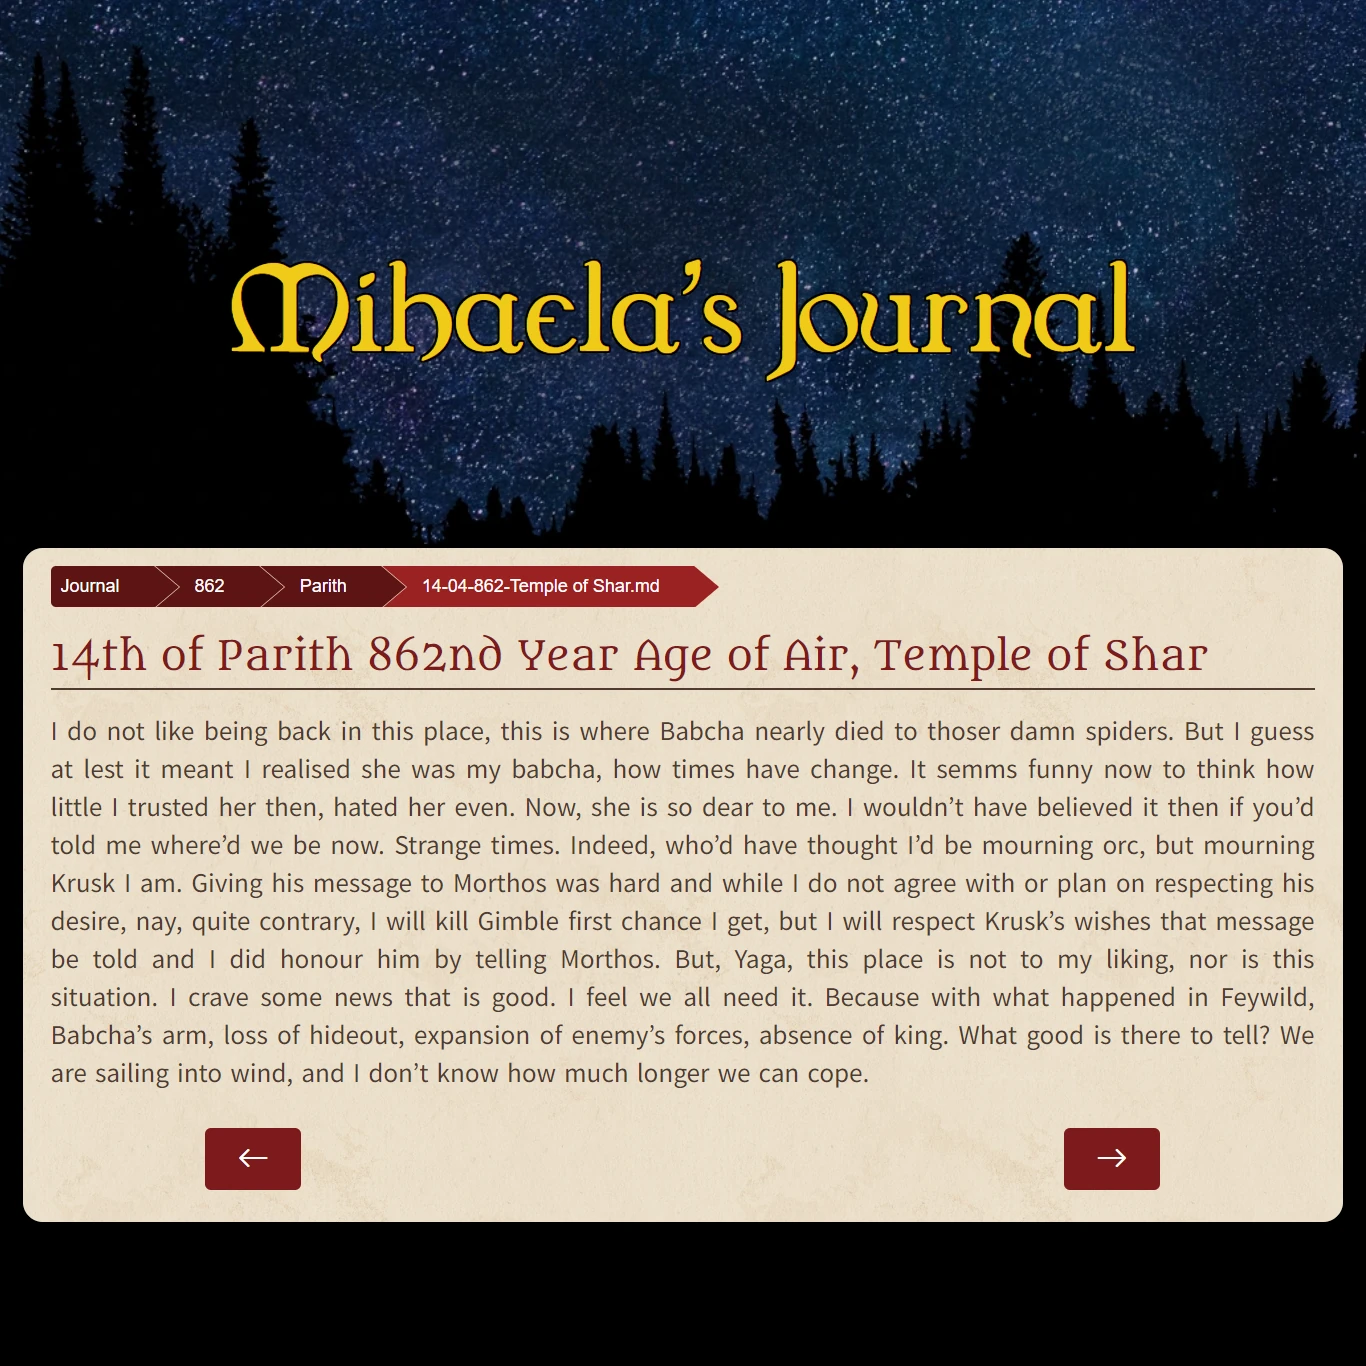 Mihaela's Journal
Journal 862 Parith 14-04-862-Temple of Shar.md
14th of Parith 862nd Year Age of Air, Temple of Shar
I do not like being back in this place, this is where Babcha nearly died to thoser damn spiders. But I guess
at lest it meant I realised she was my babcha, how times have change. It semms funny now to think how
little I trusted her then, hated her even. Now, she is so dear to me. I wouldn’t have believed it then if you’d
told me where’d we be now. Strange times. Indeed, who’d have thought I’d be mourning orc, but mourning
Krusk I am. Giving his message to Morthos was hard and while I do not agree with or plan on respecting his
desire, nay, quite contrary, I will kill Gimble first chance I get, but I will respect Krusk’s wishes that message
be told and I did honour him by telling Morthos. But, Yaga, this place is not to my liking, nor is this
situation. I crave some news that is good. I feel we all need it. Because with what happened in Feywild,
Babcha’s arm, loss of hideout, expansion of enemy’s forces, absence of king. What good is there to tell? We
are sailing into wind, and I don’t know how much longer we can cope.
← →